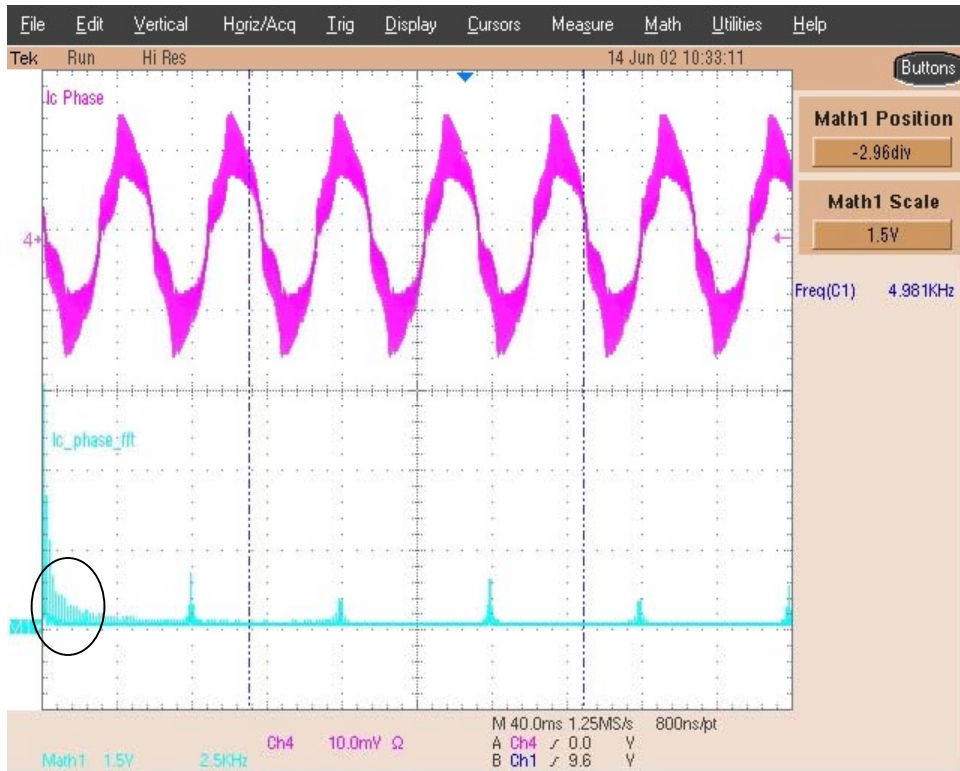 File Edit Vertical Horiz/Acq Trig Display Cursors Measure Math Utilities Help
Tek Run Hi Res 14 Jun 02 10:33:11
Buttons
Ic Phase
Math1 Position
-2.96div
Math1 Scale
1.5V
4
Freq(C1) 4.981KHz
Ic_phase_fft
M 40.0ms 1.25MS/s 800ns/pt
Ch4 10.0mV Ω A Ch4 ∕ 0.0 V
Math1 1.5V 2.5KHz B Ch1 ∕ 9.6 V